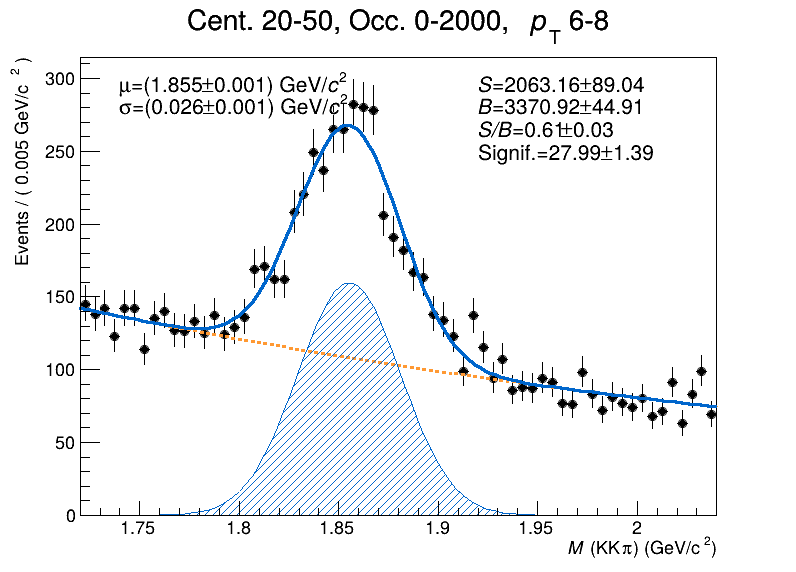 Cent. 20-50, Occ. 0-2000, pT 6-8
Events / ( 0.005 GeV/c² )
μ=(1.855±0.001) GeV/c²
σ=(0.026±0.001) GeV/c²
S=2063.16±89.04
B=3370.92±44.91
S/B=0.61±0.03
Signif.=27.99±1.39
300
250
200
150
100
50
0
1.75 1.8 1.85 1.9 1.95 2
M (KKπ) (GeV/c²)